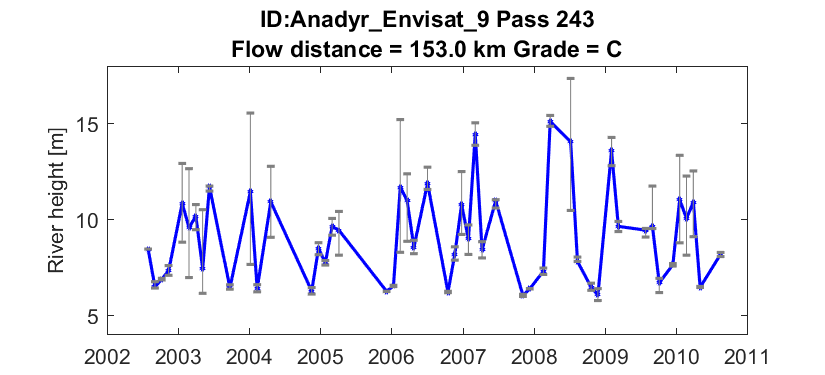 ID:Anadyr_Envisat_9 Pass 243
Flow distance = 153.0 km Grade = C
River height [m]
15
10
5
2002 2003 2004 2005 2006 2007 2008 2009 2010 2011